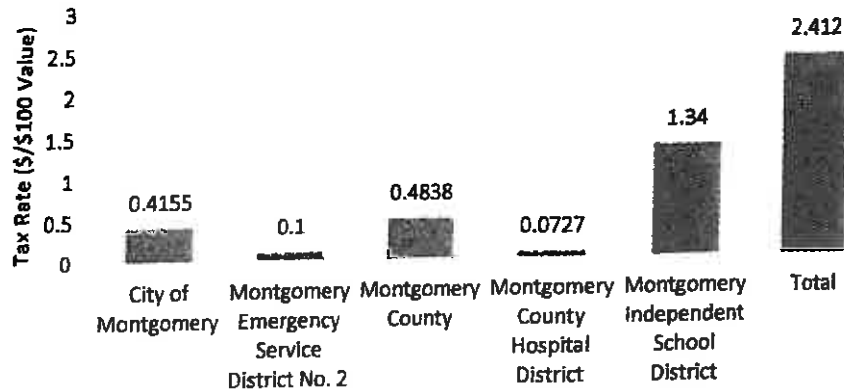 Tax Rate ($/$100 Value)
3
2.5
2
1.5
1
0.5
0
0.4155
0.1
0.4838
0.0727
1.34
2.412
City of
Montgomery
Montgomery
Emergency
Service
District No. 2
Montgomery
County
Montgomery
County
Hospital
District
Montgomery
Independent
School
District
Total